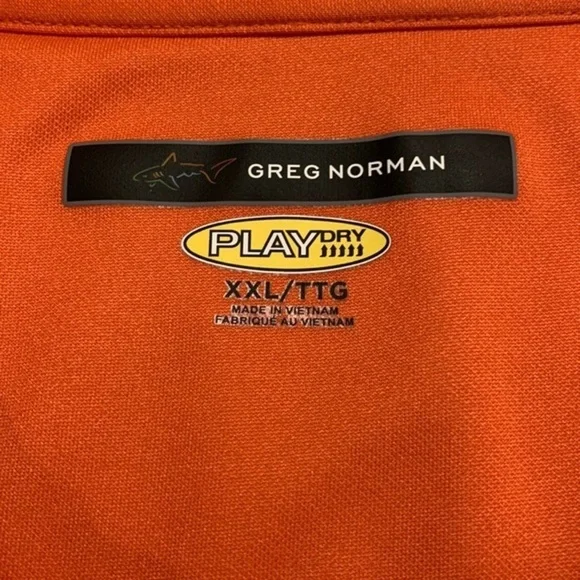 GREG NORMAN
PLAYDRY
XXL/TTG
MADE IN VIETNAM
FABRIQUÉ AU VIETNAM